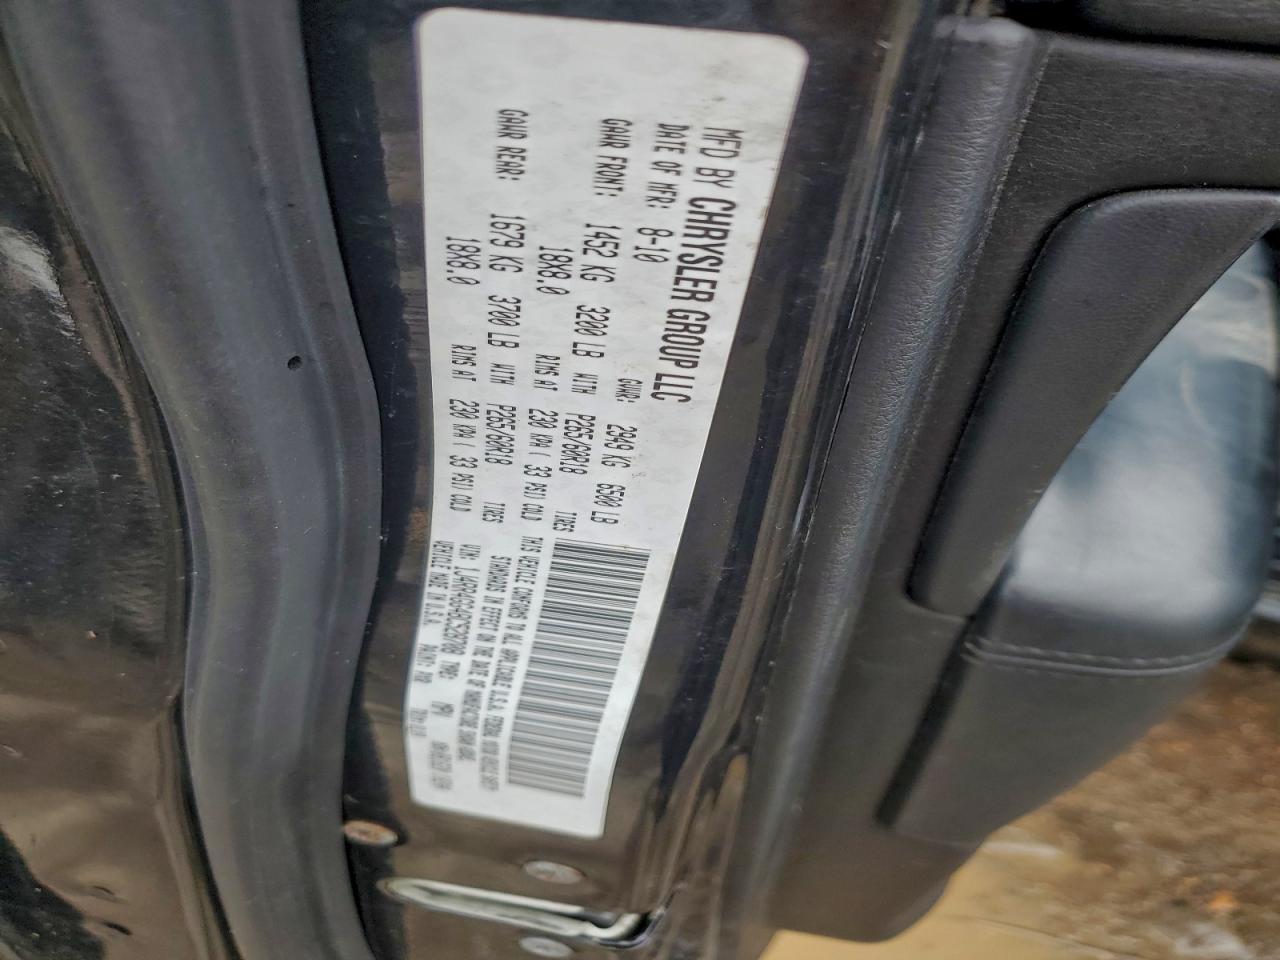 MFD BY CHRYSLER GROUP LLC
DATE OF MFR: 8-10 GVWR: 2949 KG 6500 LB
GAWR FRONT: 1452 KG 3200 LB WITH P265/60R18 TIRES
18X8.0 RIMS AT 230 KPA ( 33 PSI) COLD
GAWR REAR: 1679 KG 3700 LB WITH P265/60R18 TIRES
18X8.0 RIMS AT 230 KPA ( 33 PSI) COLD
THIS VEHICLE CONFORMS TO ALL APPLICABLE U.S.A. FEDERAL MOTOR VEHICLE SAFETY
STANDARDS IN EFFECT ON THE DATE OF MANUFACTURE SHOWN ABOVE.
VIN: TYPE: MPV
VEHICLE MADE IN U.S.A. PAINT: